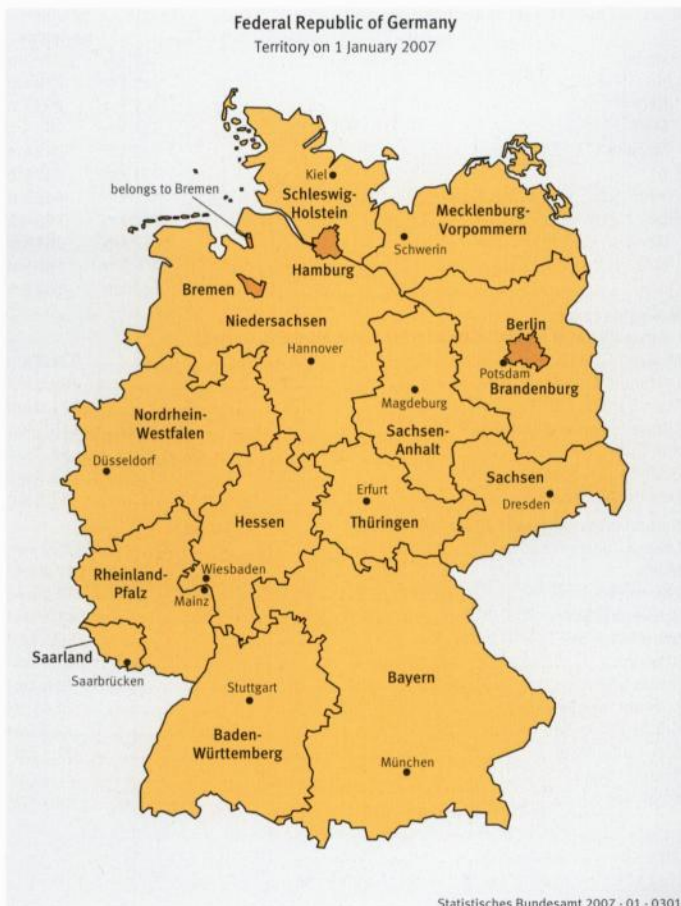 Federal Republic of Germany
Territory on 1 January 2007
Kiel
belongs to Bremen
Schleswig-
Holstein
Mecklenburg-
Vorpommern
Schwerin
Hamburg
Bremen
Niedersachsen
Berlin
Hannover
Potsdam
Brandenburg
Magdeburg
Nordrhein-
Westfalen
Sachsen-
Anhalt
Düsseldorf
Sachsen
Erfurt
Dresden
Hessen
Thüringen
Wiesbaden
Rheinland-
Pfalz
Mainz
Saarland
Saarbrücken
Bayern
Stuttgart
Baden-
Württemberg
München
Statistisches Bundesamt 2007 - 01 - 0301